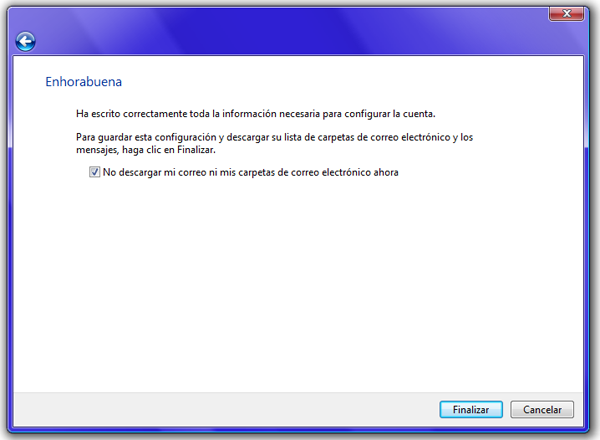 Enhorabuena
Ha escrito correctamente toda la información necesaria para configurar la cuenta.
Para guardar esta configuración y descargar su lista de carpetas de correo electrónico y los
mensajes, haga clic en Finalizar.
No descargar mi correo ni mis carpetas de correo electrónico ahora
Finalizar
Cancelar